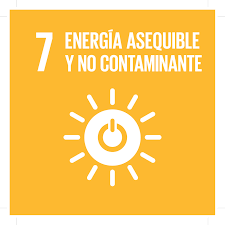 7 ENERGÍA ASEQUIBLE
Y NO CONTAMINANTE